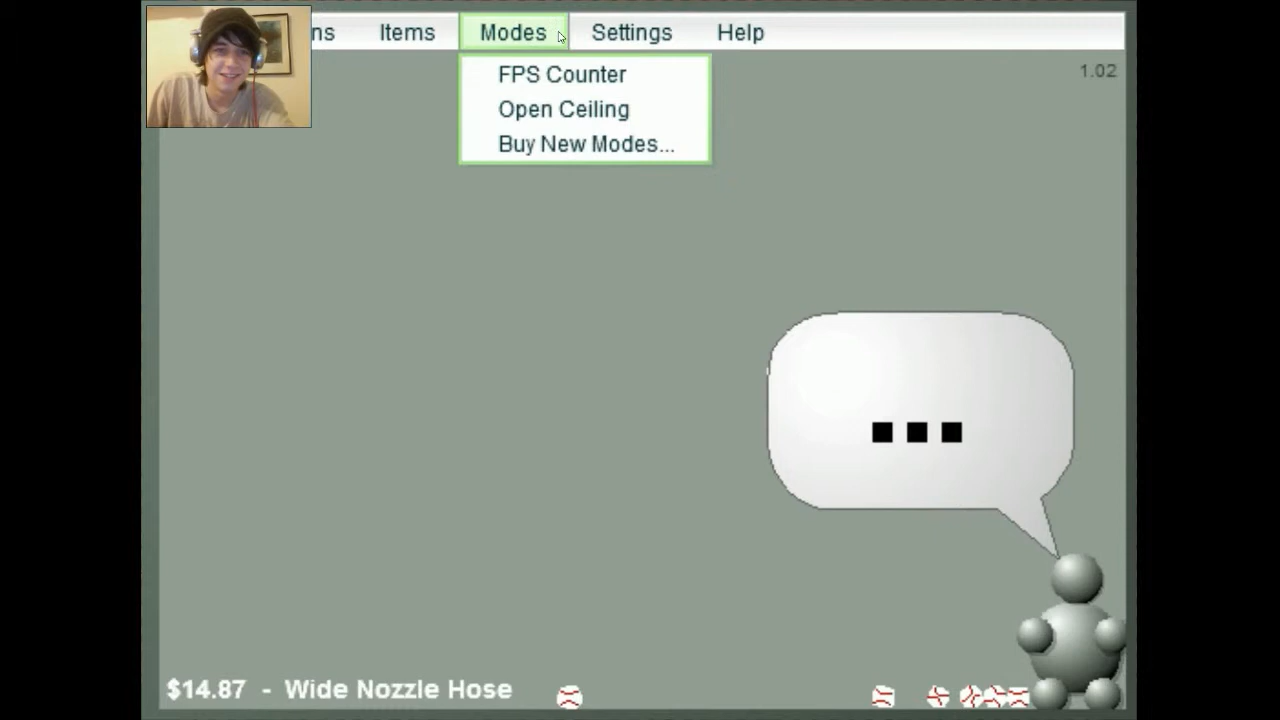 ns Items Modes Settings Help
FPS Counter
1.02
Open Ceiling
Buy New Modes...
...
$14.87 - Wide Nozzle Hose